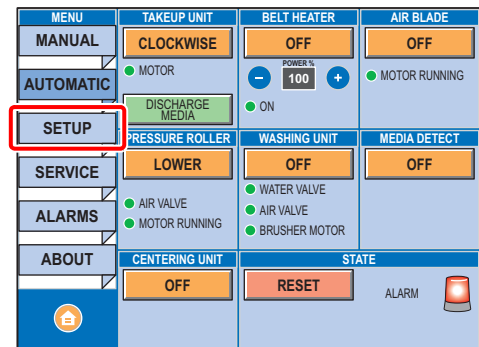 MENU
MANUAL
AUTOMATIC
SETUP
SERVICE
ALARMS
ABOUT
TAKEUP UNIT
CLOCKWISE
MOTOR
DISCHARGE
MEDIA
BELT HEATER
OFF
POWER %
- 100 +
ON
AIR BLADE
OFF
MOTOR RUNNING
PRESSURE ROLLER
LOWER
AIR VALVE
MOTOR RUNNING
WASHING UNIT
OFF
WATER VALVE
AIR VALVE
BRUSHER MOTOR
MEDIA DETECT
OFF
CENTERING UNIT
OFF
STATE
RESET
ALARM